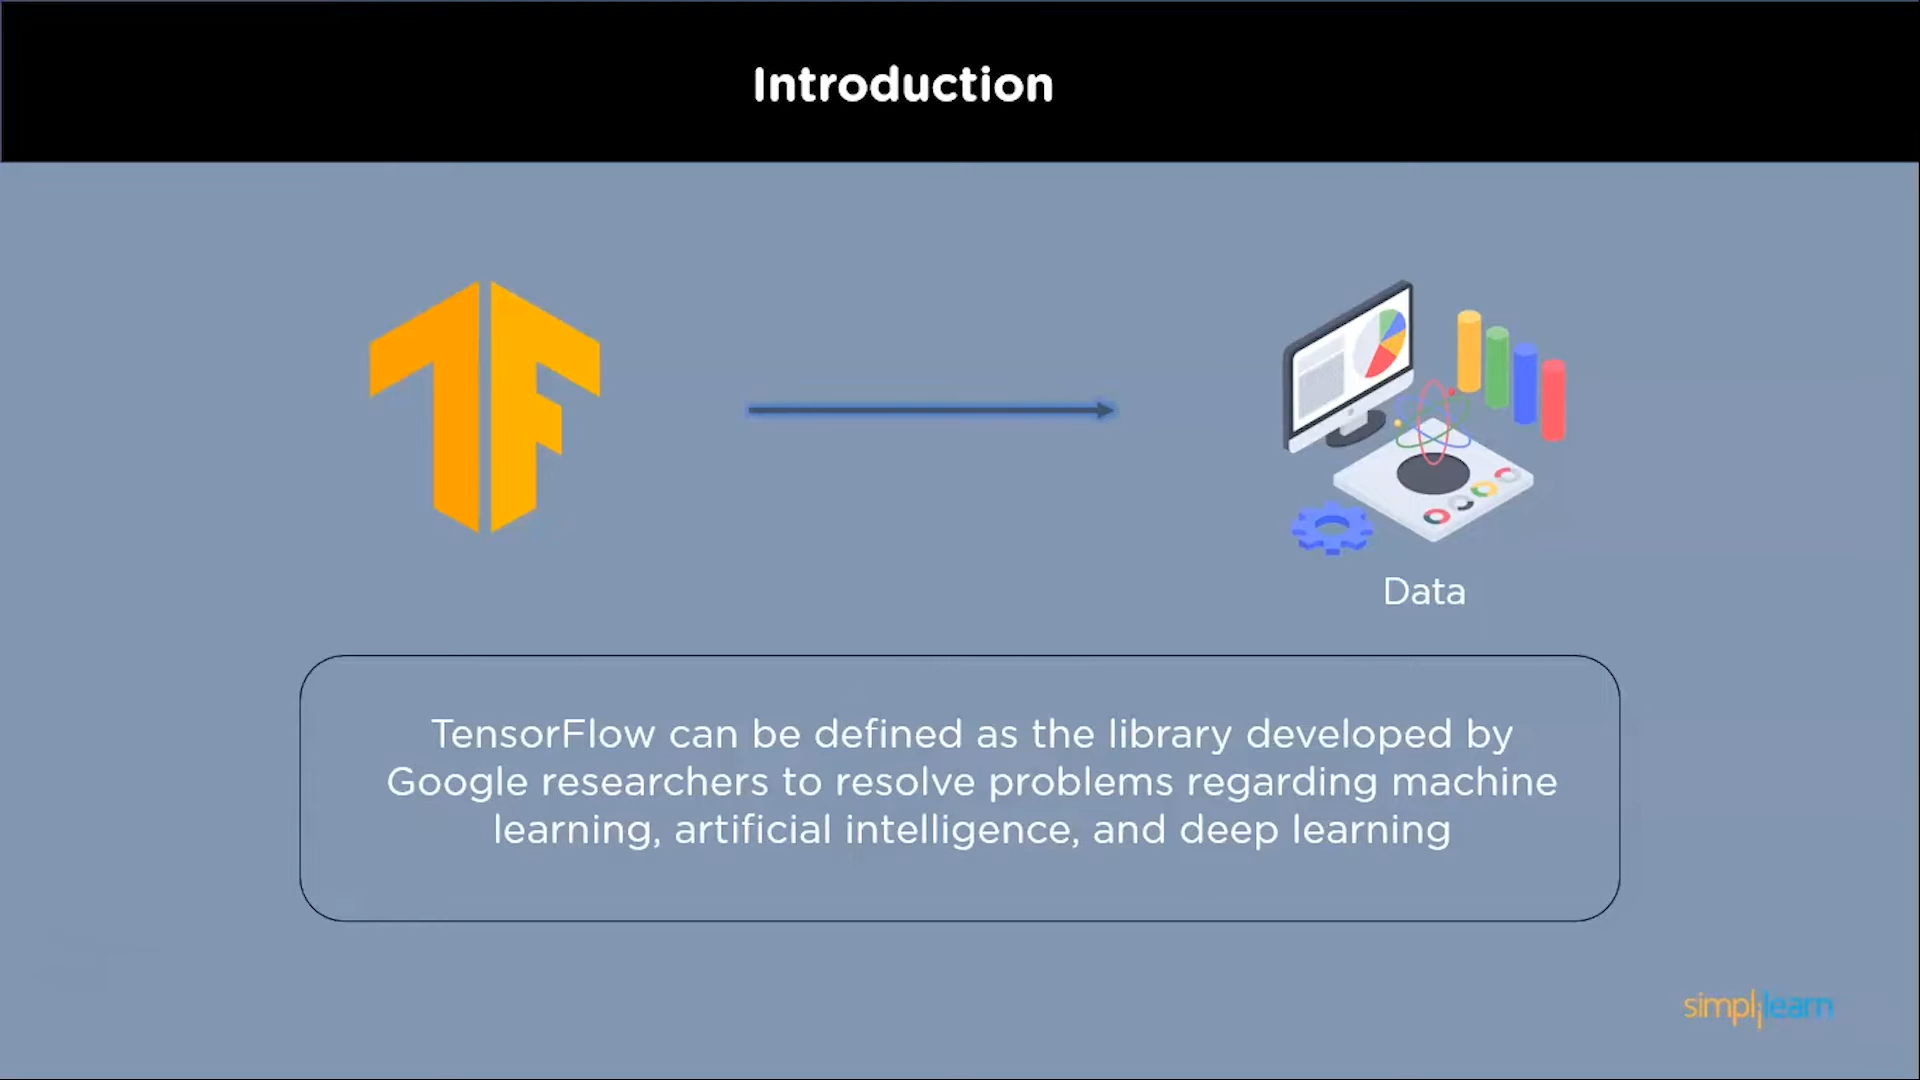 Introduction
Data
TensorFlow can be defined as the library developed by
Google researchers to resolve problems regarding machine
learning, artificial intelligence, and deep learning
simplilearn